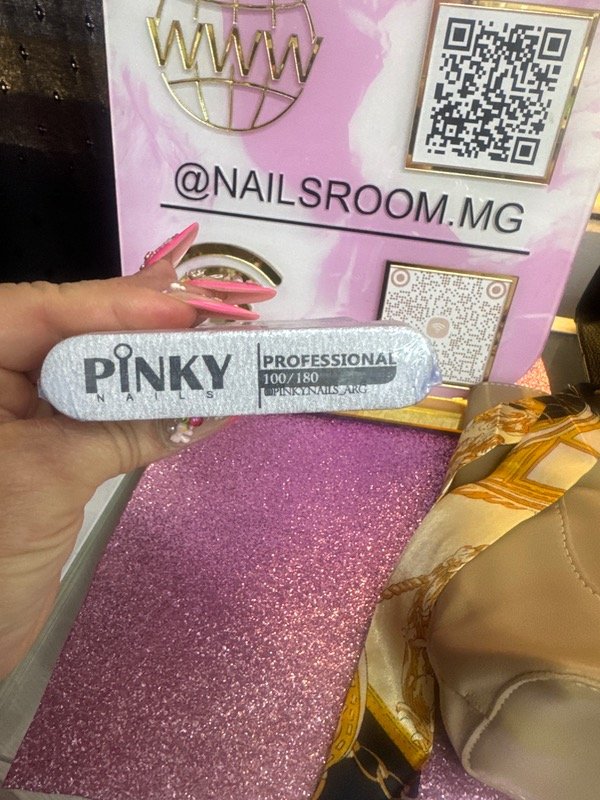 WWW
@NAILSROOM.MG
PINKY
NAILS
PROFESSIONAL
100/180
@PINKYNAILS_ARG